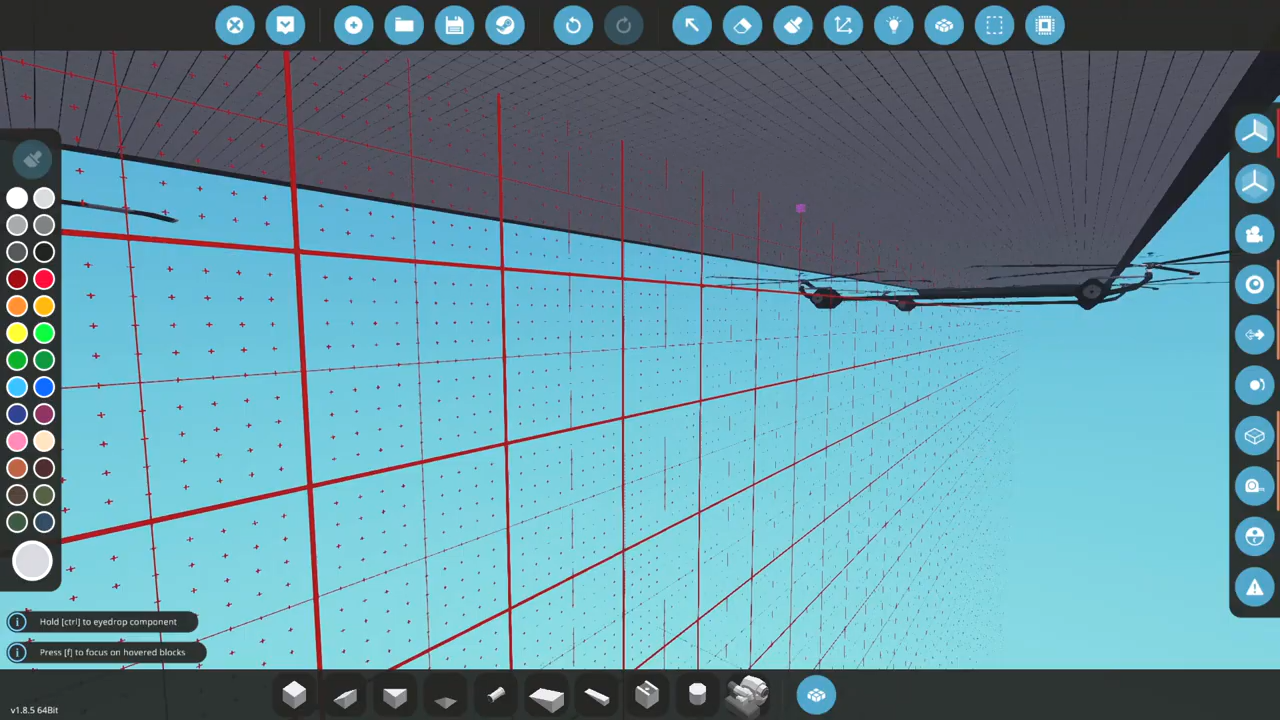 Hold [ctrl] to eyedrop component
Press [f] to focus on hovered blocks
v1.8.5 64Bit